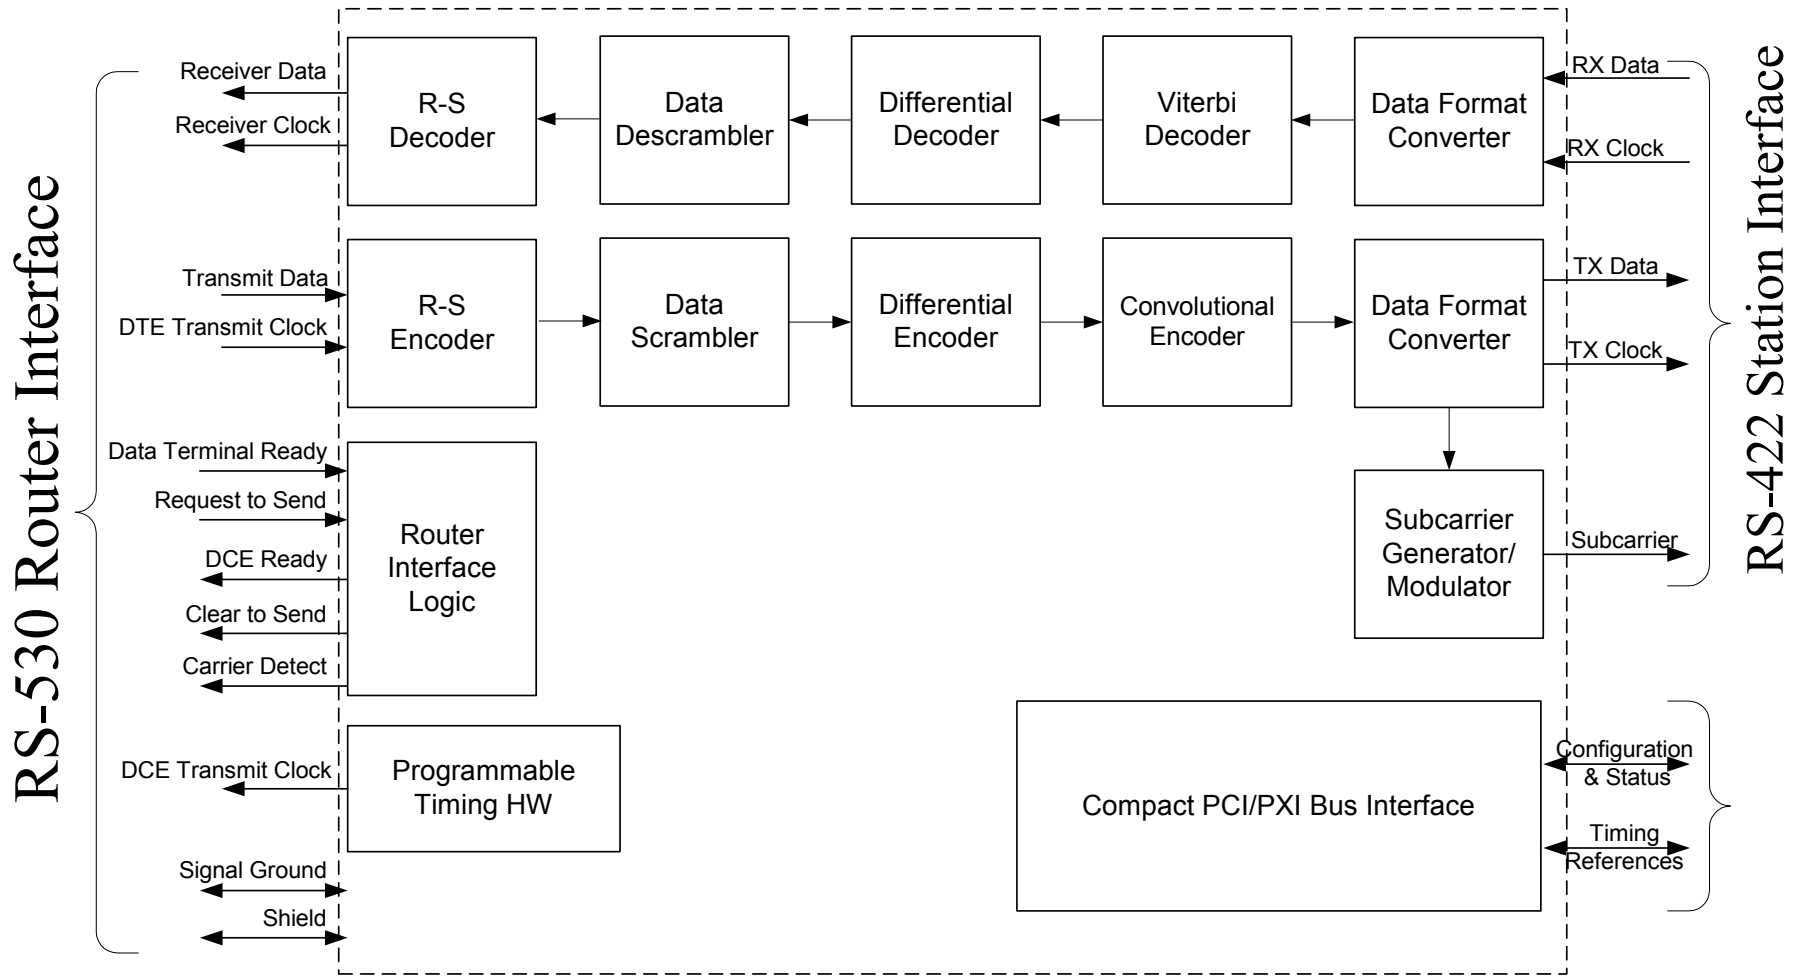 RS-530 Router Interface
Receiver Data
Receiver Clock
R-S
Decoder
Data
Descrambler
Differential
Decoder
Viterbi
Decoder
Data Format
Converter
RX Data
RX Clock
Transmit Data
DTE Transmit Clock
R-S
Encoder
Data
Scrambler
Differential
Encoder
Convolutional
Encoder
Data Format
Converter
TX Data
TX Clock
RS-422 Station Interface
Data Terminal Ready
Request to Send
DCE Ready
Clear to Send
Carrier Detect
Router
Interface
Logic
Subcarrier
Generator/
Modulator
Subcarrier
DCE Transmit Clock
Programmable
Timing HW
Compact PCI/PXI Bus Interface
Configuration
& Status
Timing
References
Signal Ground
Shield